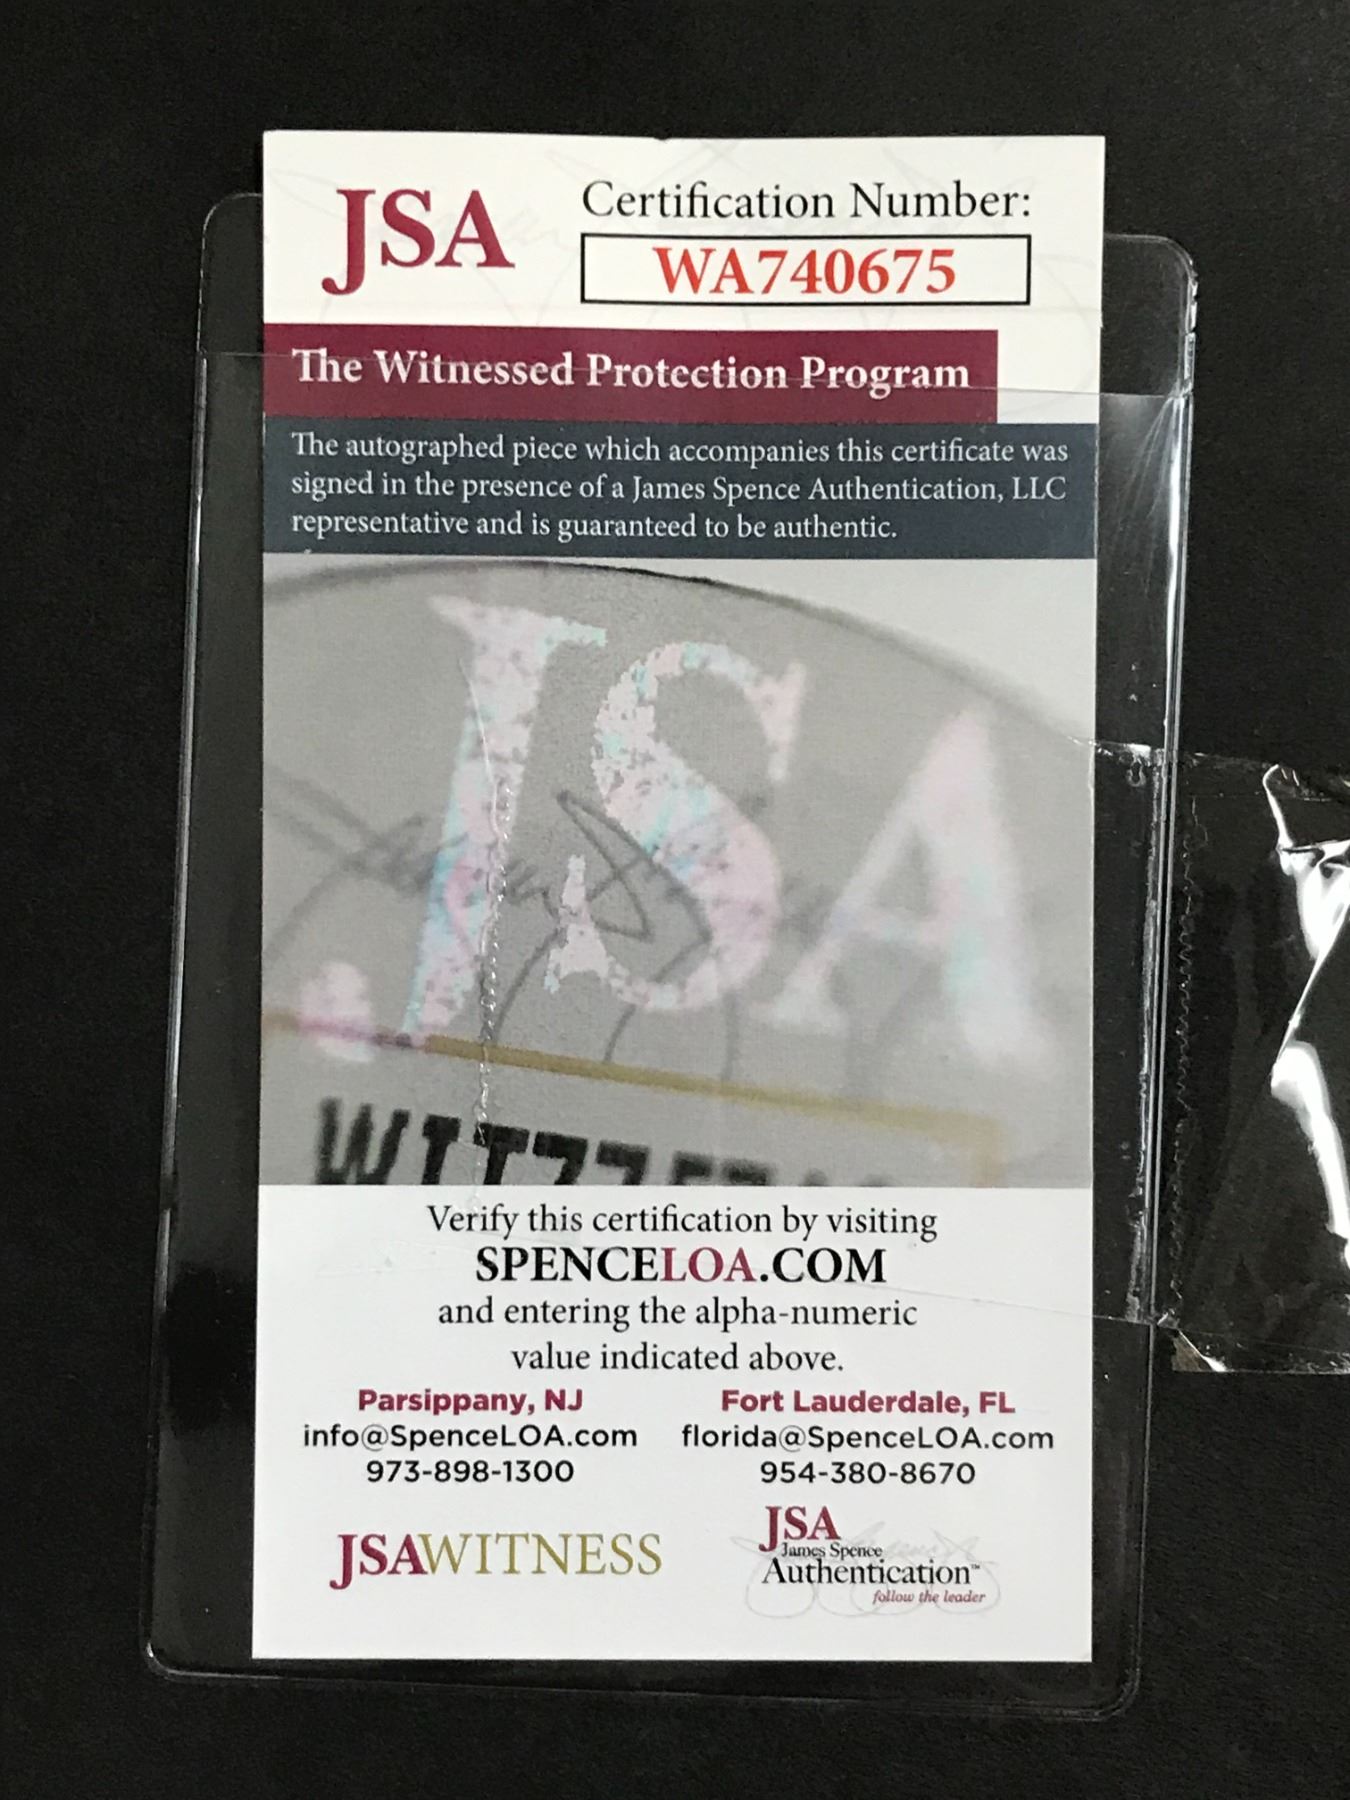 JSA
Certification Number:
WA740675
The Witnessed Protection Program
The autographed piece which accompanies this certificate was
signed in the presence of a James Spence Authentication, LLC
representative and is guaranteed to be authentic.
JSA
Verify this certification by visiting
SPENCELOA.COM
and entering the alpha-numeric
value indicated above.
Parsippany, NJ
info@SpenceLOA.com
973-898-1300
Fort Lauderdale, FL
florida@SpenceLOA.com
954-380-8670
JSAWITNESS
JSA
James Spence
Authentication™
follow the leader